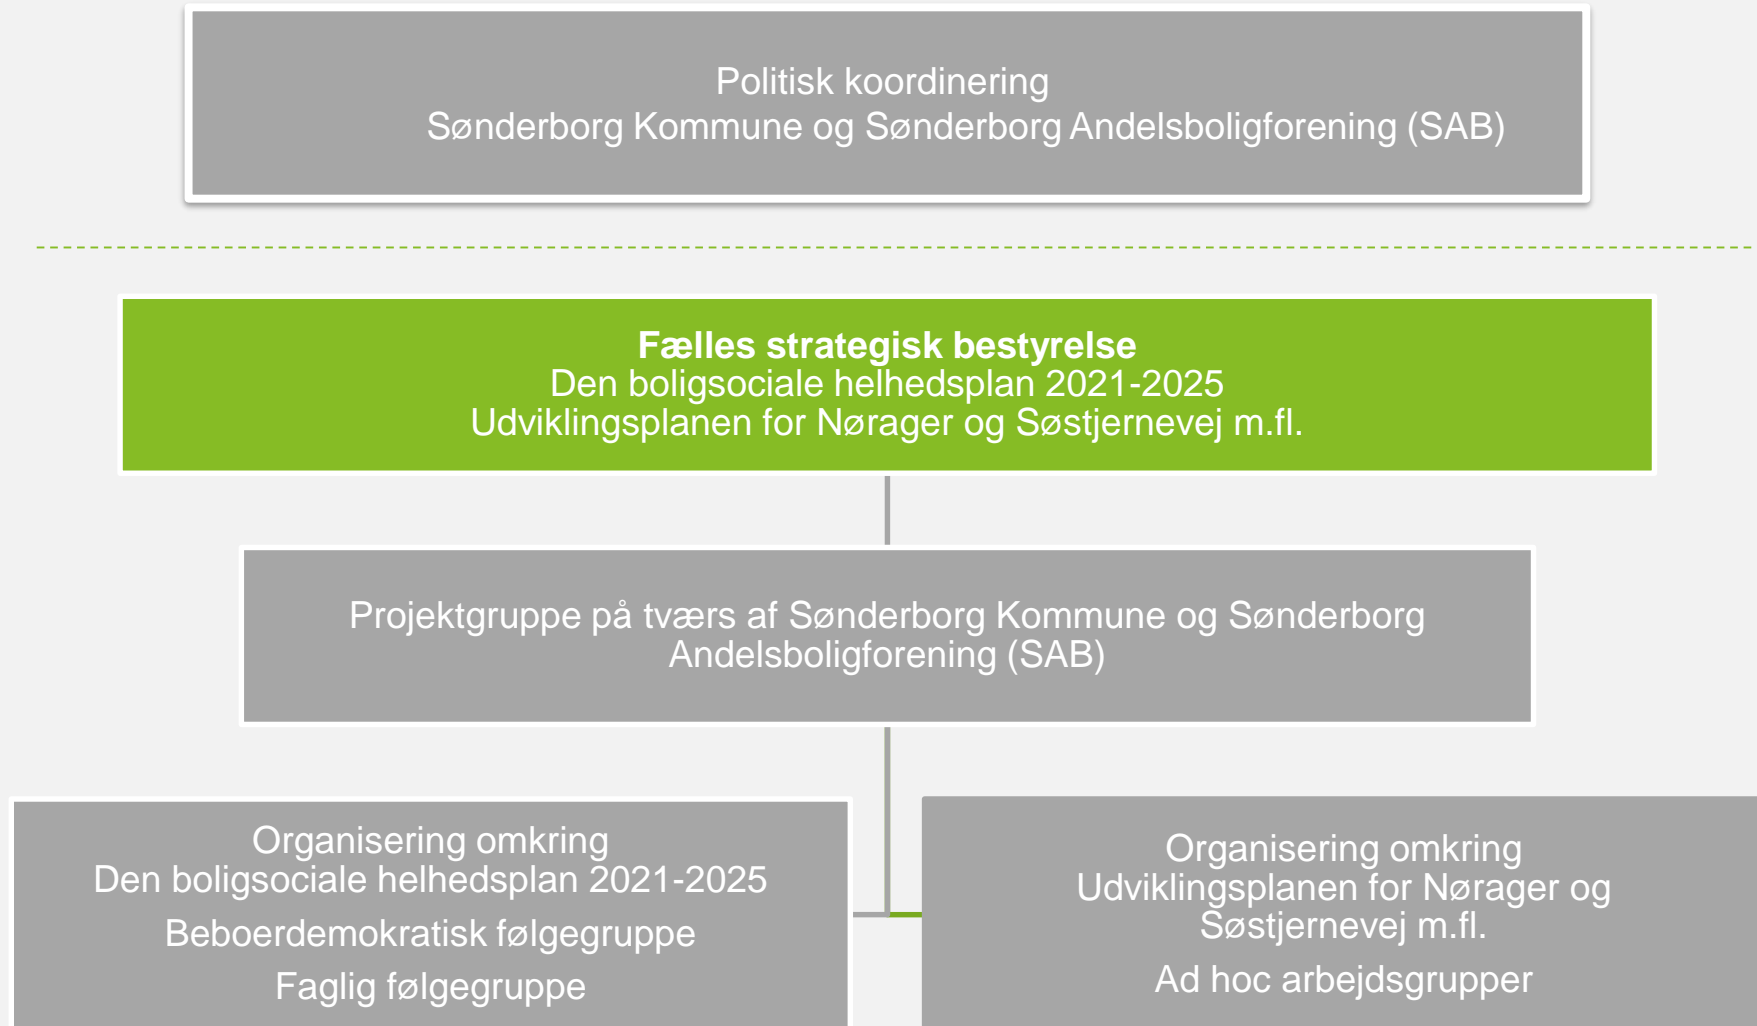 Politisk koordinering
Sønderborg Kommune og Sønderborg Andelsboligforening (SAB)
Fælles strategisk bestyrelse
Den boligsociale helhedsplan 2021-2025
Udviklingsplanen for Nørager og Søstjernevej m.fl.
Projektgruppe på tværs af Sønderborg Kommune og Sønderborg
Andelsboligforening (SAB)
Organisering omkring
Den boligsociale helhedsplan 2021-2025
Beboerdemokratisk følgegruppe
Faglig følgegruppe
Organisering omkring
Udviklingsplanen for Nørager og
Søstjernevej m.fl.
Ad hoc arbejdsgrupper